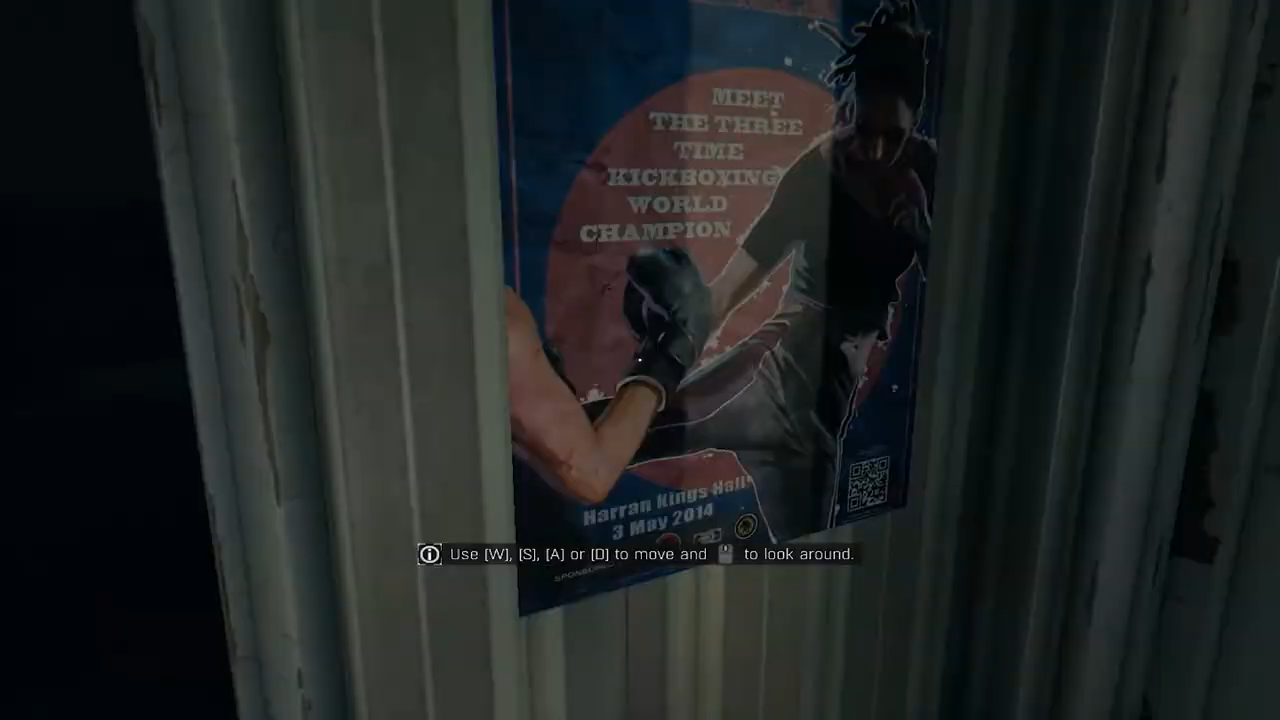 MEET
THE THREE
TIME
KICKBOXING
WORLD
CHAMPION
Harran Kings Hall
3 May 2014
Use [W], [S], [A] or [D] to move and to look around.